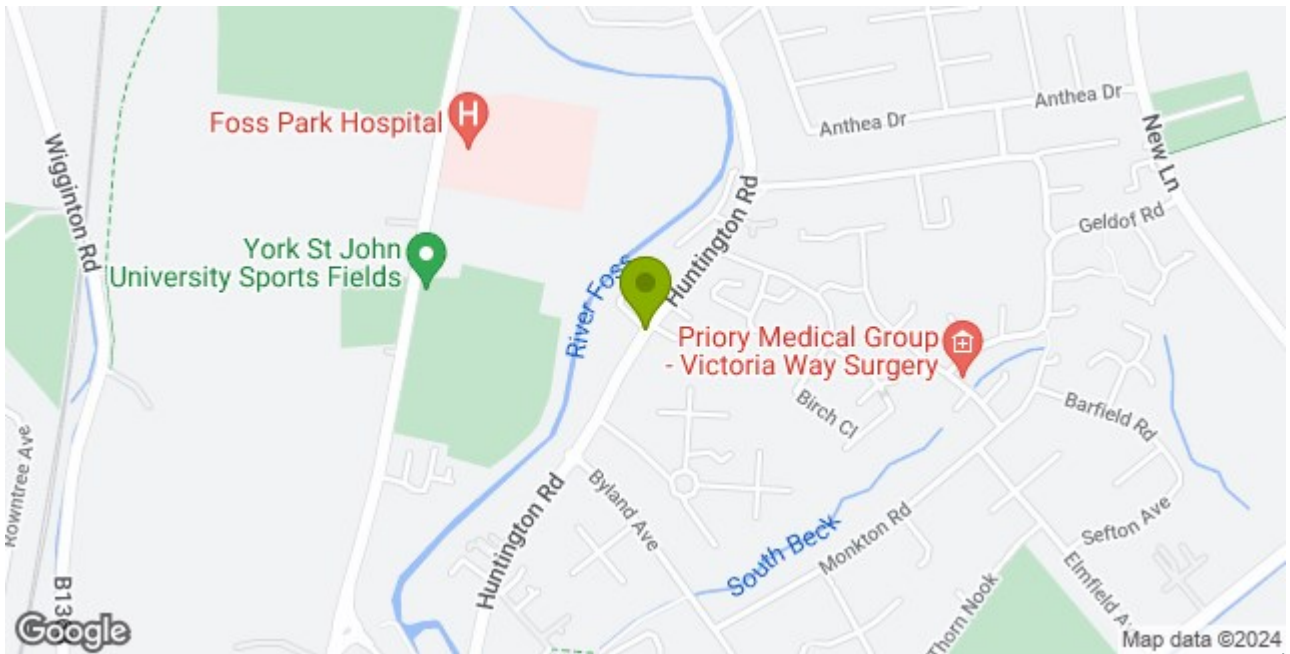 Foss Park Hospital
H
Anthea Dr
Anthea Dr
New Ln
Wigginton Rd
Huntington Rd
Geldof Rd
York St John
University Sports Fields
River Foss
Priory Medical Group
- Victoria Way Surgery
Birch Cl
Barfield Rd
Rowntree Ave
Huntington Rd
Byland Ave
South Beck
Monkton Rd
Sefton Ave
Thorn Nook
Elmfield A
Google
Map data ©2024